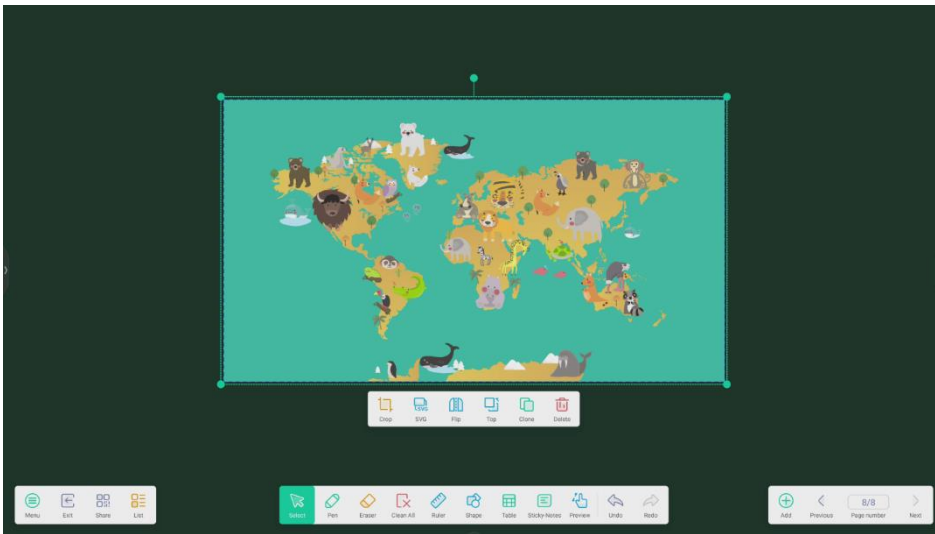 Crop SVG Flip Top Clone Delete
Menu Exit Share List
Select Pen Eraser Clean All Ruler Shape Table Sticky Notes Preview Undo Redo
Add Previous 8/8 Page number Next